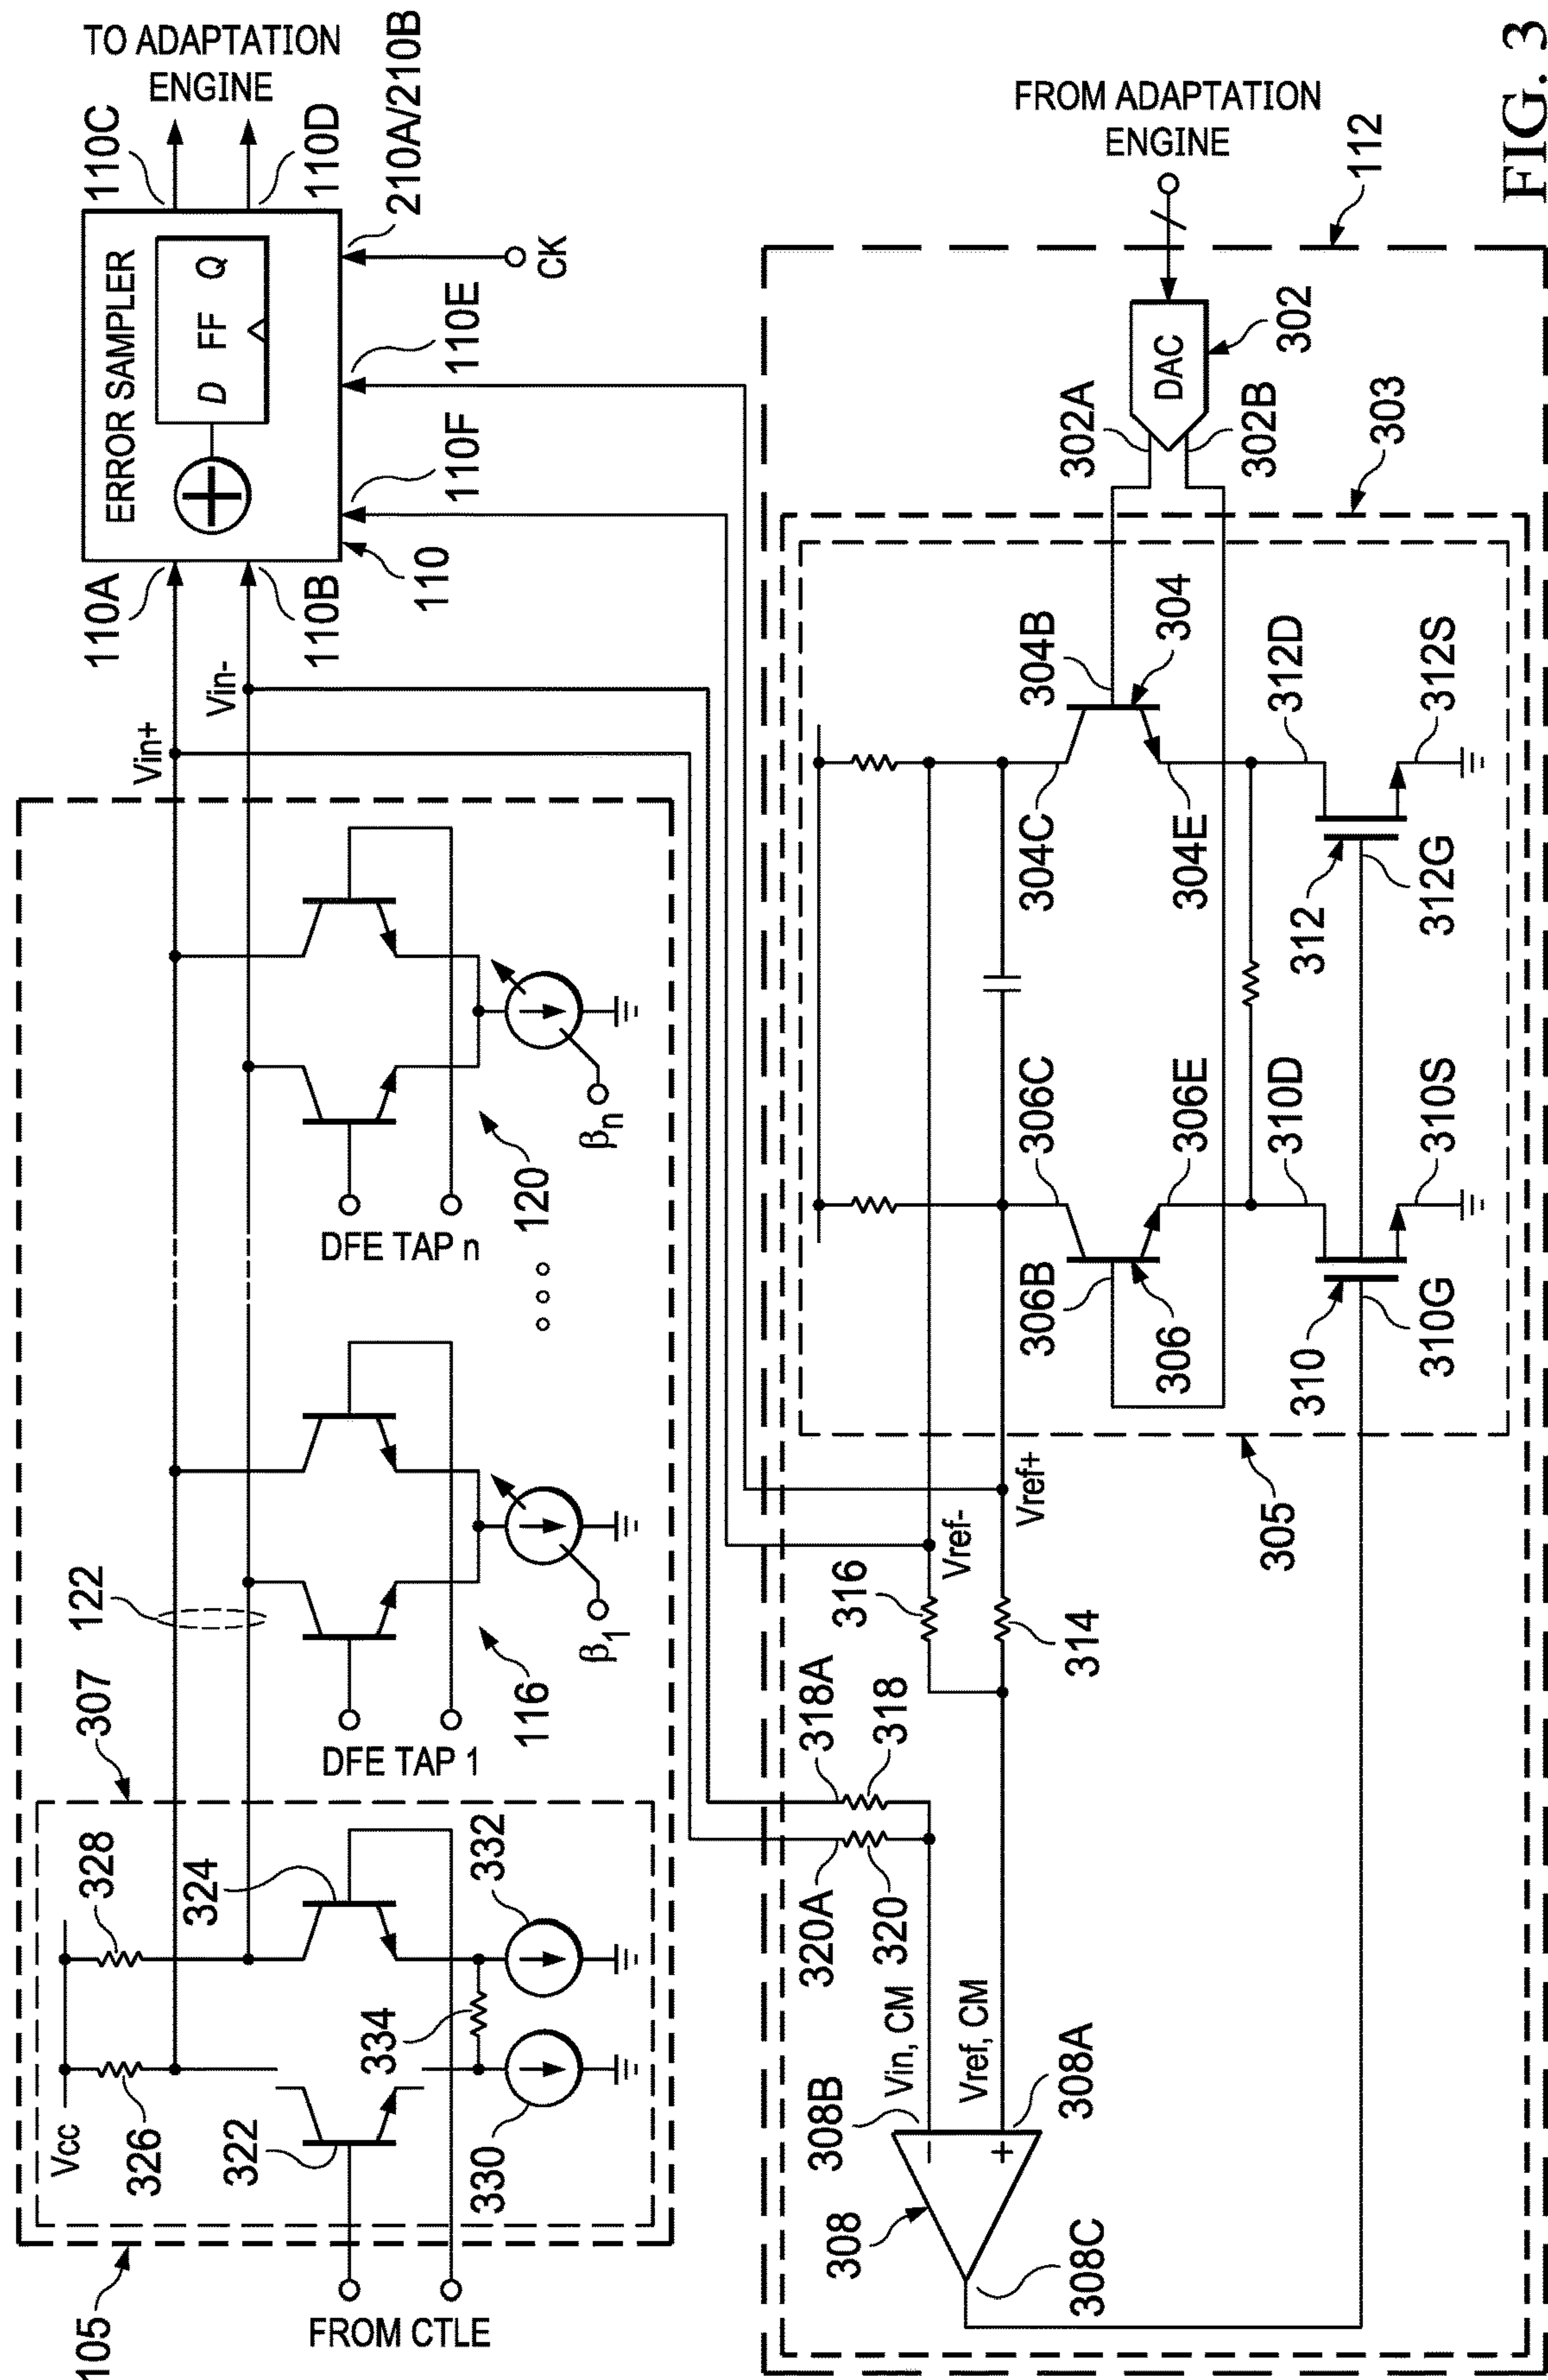 TO ADAPTATION
ENGINE
110C
110D
210A/210B
ERROR SAMPLER
D FF Q
110E
110F
CK
110A
110B
110
Vin+
Vin-
DFE TAP n
120
βn
122
DFE TAP 1
116
β1
307
328
324
332
334
Vcc
326
322
330
105
FROM CTLE
FROM ADAPTATION
ENGINE
112
DAC
302
302A
302B
303
304B
304
304C
304E
312D
312S
312
312G
306C
306E
310D
310S
306B
306
310
310G
305
Vref+
Vref-
316
314
318A
318
320A
320
Vin, CM
Vref, CM
308B
308A
-
+
308
308C
FIG. 3